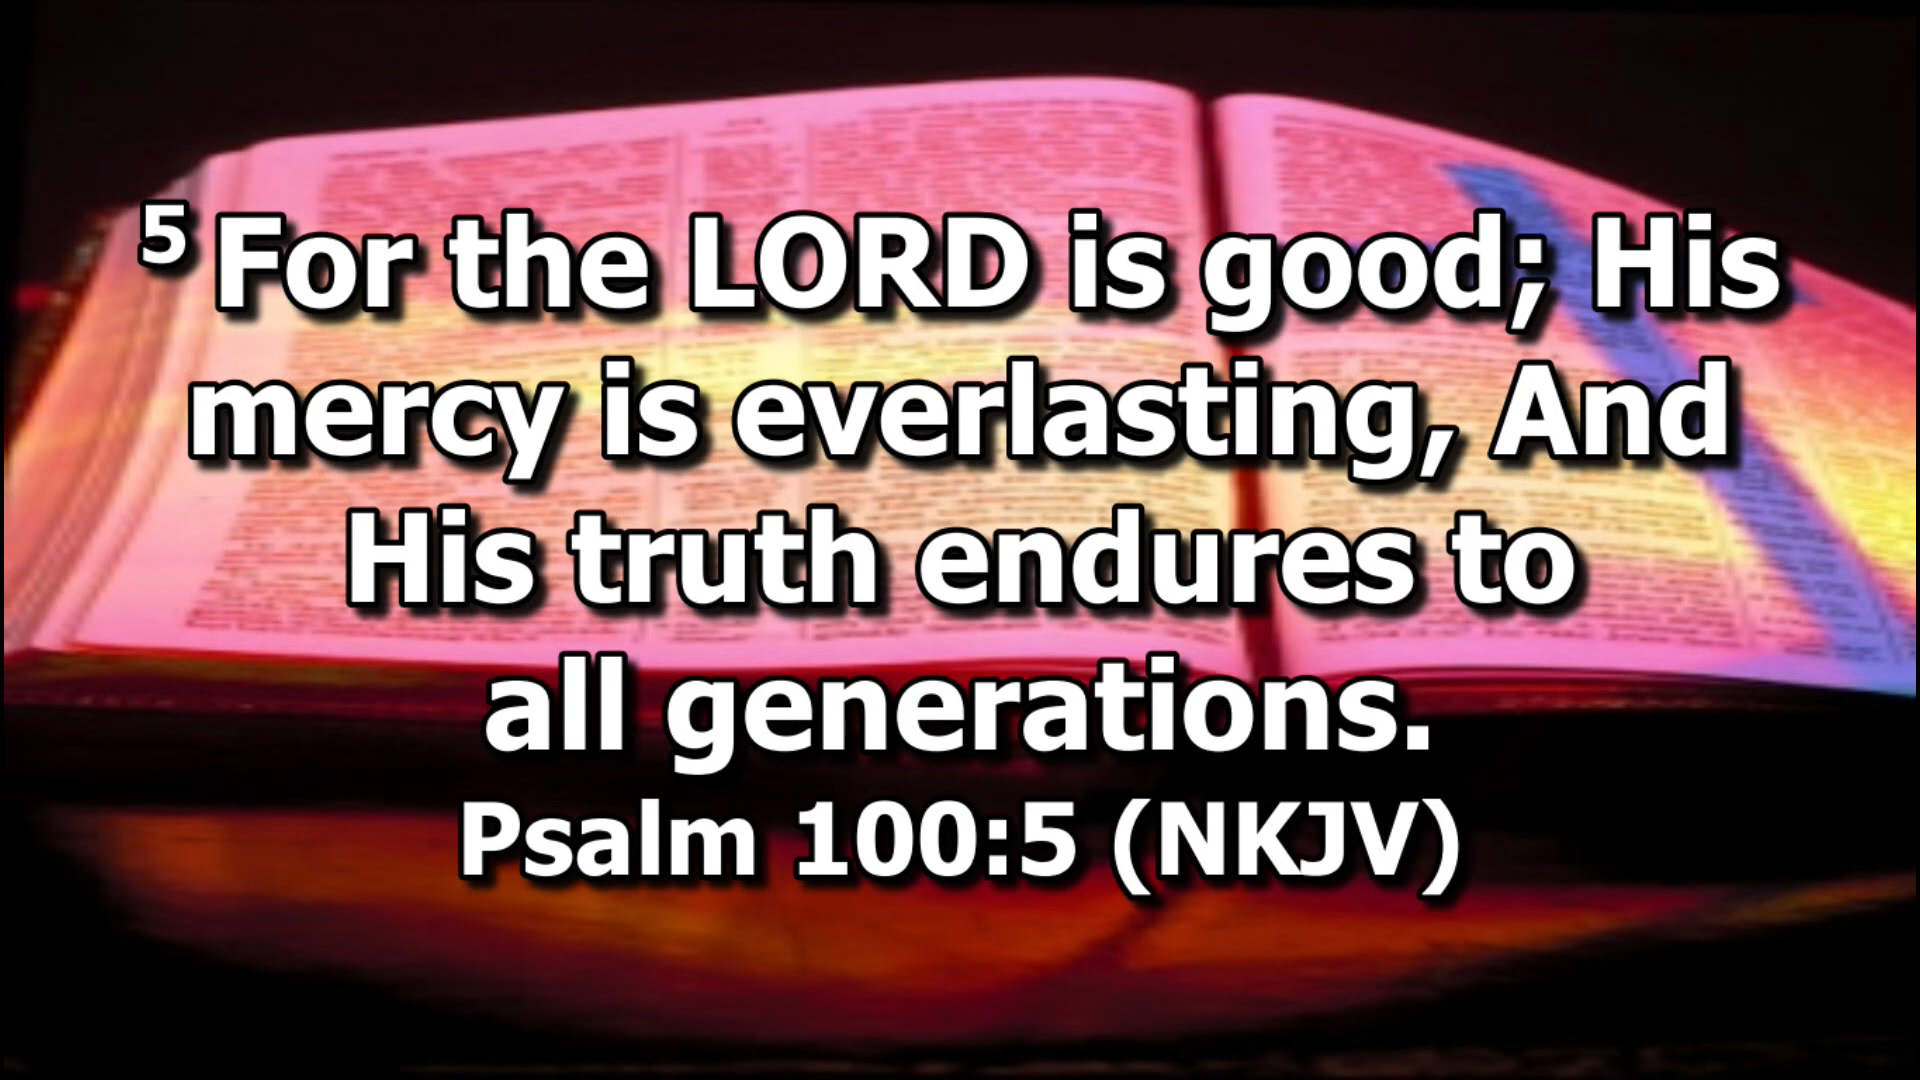 5 For the LORD is good; His
mercy is everlasting, And
His truth endures to
all generations.
Psalm 100:5 (NKJV)